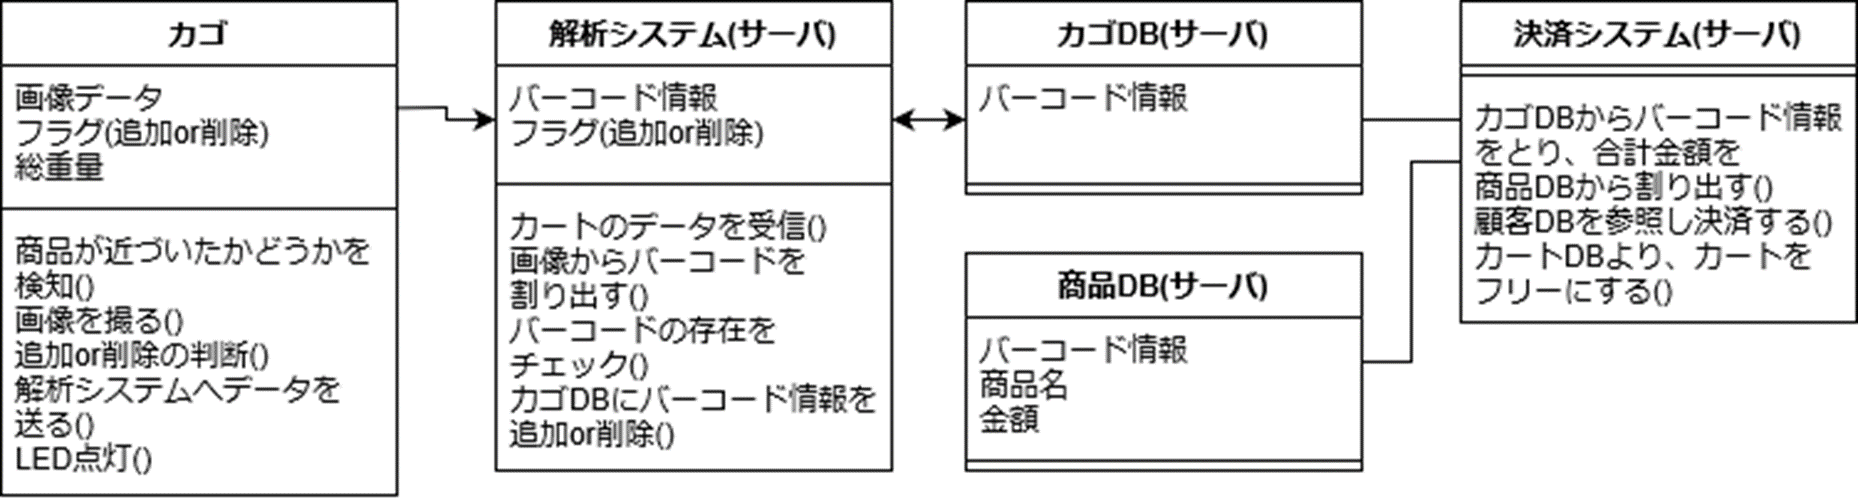 カゴ
画像データ
フラグ(追加or削除)
総重量
商品が近づいたかどうかを
検知()
画像を撮る()
追加or削除の判断()
解析システムへデータを
送る()
LED点灯()
解析システム(サーバ)
バーコード情報
フラグ(追加or削除)
カートのデータを受信()
画像からバーコードを
割り出す()
バーコードの存在を
チェック()
カゴDBにバーコード情報を
追加or削除()
カゴDB(サーバ)
バーコード情報
商品DB(サーバ)
バーコード情報
商品名
金額
決済システム(サーバ)
カゴDBからバーコード情報
をとり、合計金額を
商品DBから割り出す()
顧客DBを参照し決済する()
カートDBより、カートを
フリーにする()